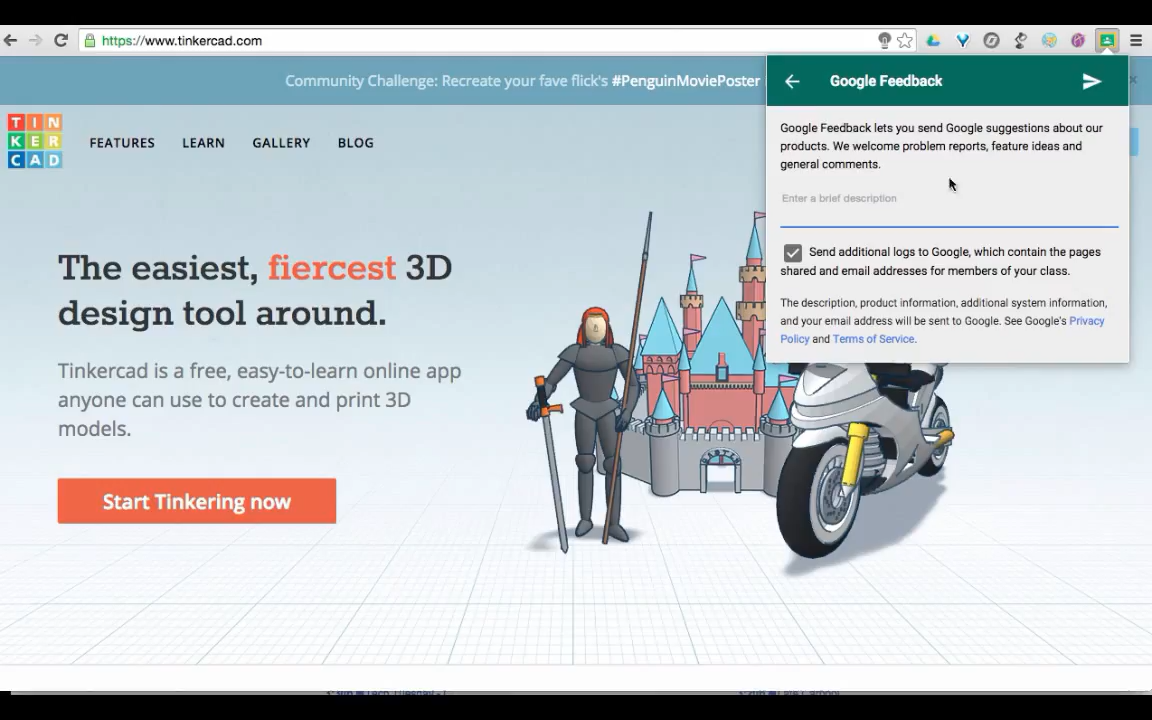 https://www.tinkercad.com
Community Challenge: Recreate your fave flick's #PenguinMoviePoster
Google Feedback
Google Feedback lets you send Google suggestions about our
products. We welcome problem reports, feature ideas and
general comments.
Enter a brief description
Send additional logs to Google, which contain the pages
shared and email addresses for members of your class.
The description, product information, additional system information,
and your email address will be sent to Google. See Google's Privacy
Policy and Terms of Service.
TIN
KER
CAD
FEATURES
LEARN
GALLERY
BLOG
The easiest, fiercest 3D
design tool around.
Tinkercad is a free, easy-to-learn online app
anyone can use to create and print 3D
models.
Start Tinkering now